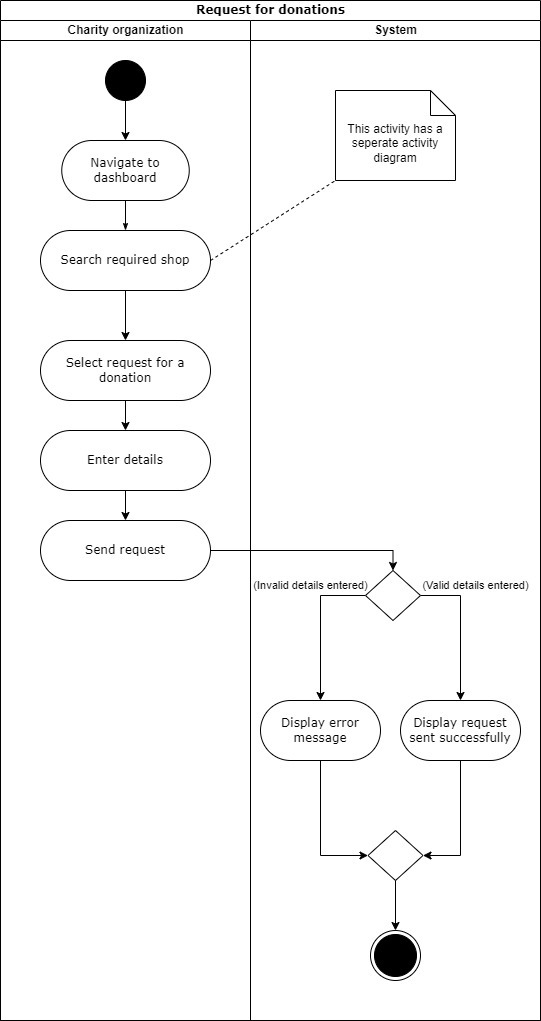 Request for donations
Charity organization
System
This activity has a
seperate activity
diagram
Navigate to
dashboard
Search required shop
Select request for a
donation
Enter details
Send request
(Invalid details entered)
(Valid details entered)
Display error
message
Display request
sent successfully